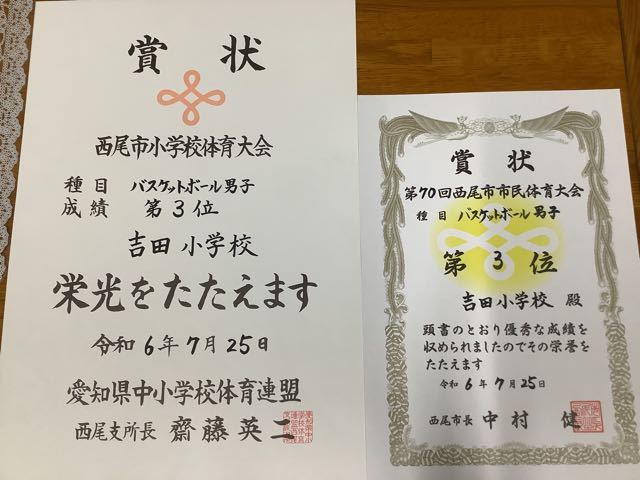 賞状
西尾市小学校体育大会
種目 バスケットボール男子
成績 第3位
吉田小学校
栄光をたたえます
令和6年7月25日
愛知県中小学校体育連盟
西尾支所長 齋藤英二
賞状
第70回西尾市市民体育大会
種目 バスケットボール男子
第3位
吉田小学校 殿
頭書のとおり優秀な成績を
収められましたのでその栄誉を
たたえます
令和6年7月25日
西尾市長 中村健